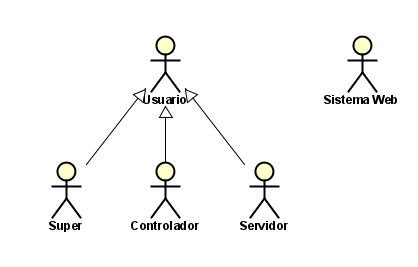 Usuario
Sistema Web
Super
Controlador
Servidor